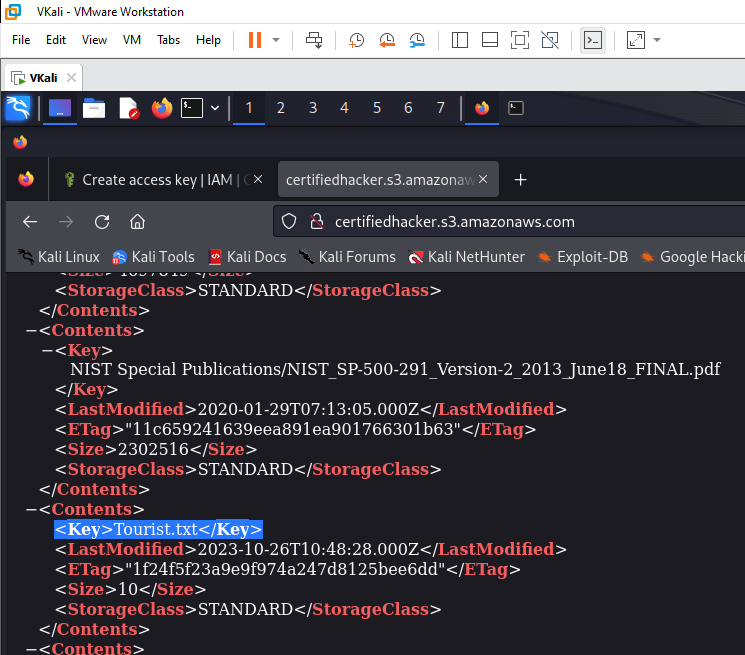 VKali - VMware Workstation
File Edit View VM Tabs Help
VKali
1 2 3 4 5 6 7
Create access key | IAM |
certifiedhacker.s3.amazonaw
certifiedhacker.s3.amazonaws.com
Kali Linux Kali Tools Kali Docs Kali Forums Kali NetHunter Exploit-DB Google Hacki
<StorageClass>STANDARD</StorageClass>
</Contents>
−<Contents>
−<Key>
NIST Special Publications/NIST_SP-500-291_Version-2_2013_June18_FINAL.pdf
</Key>
<LastModified>2020-01-29T07:13:05.000Z</LastModified>
<ETag>"11c659241639eea891ea901766301b63"</ETag>
<Size>2302516</Size>
<StorageClass>STANDARD</StorageClass>
</Contents>
−<Contents>
<Key>Tourist.txt</Key>
<LastModified>2023-10-26T10:48:28.000Z</LastModified>
<ETag>"1f24f5f23a9e9f974a247d8125bee6dd"</ETag>
<Size>10</Size>
<StorageClass>STANDARD</StorageClass>
</Contents>
−<Contents>